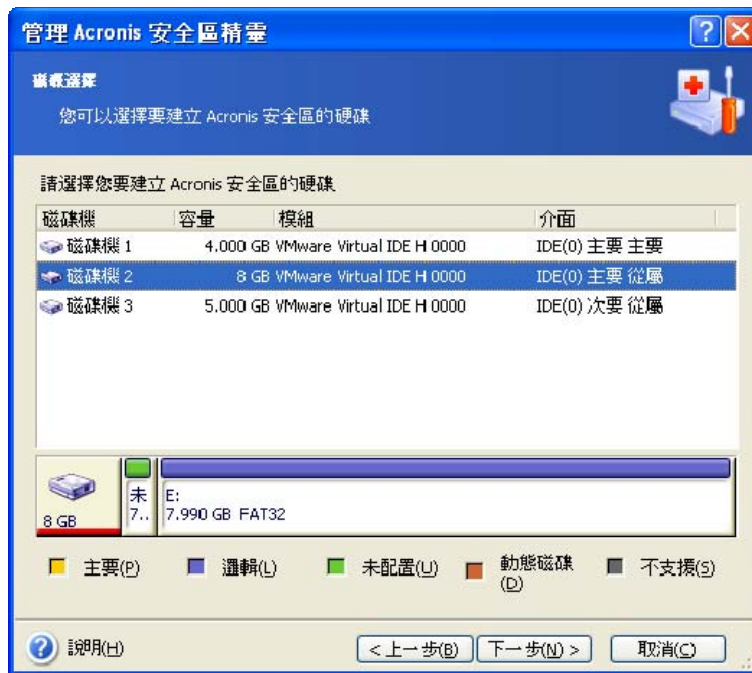 管理 Acronis 安全區精靈
磁碟選擇
您可以選擇要建立 Acronis 安全區的硬碟
請選擇您要建立 Acronis 安全區的硬碟
磁碟機 容量 模組 介面
磁碟機 1 4.000 GB VMware Virtual IDE H 0000 IDE(0) 主要 主要
磁碟機 2 8 GB VMware Virtual IDE H 0000 IDE(0) 主要 從屬
磁碟機 3 5.000 GB VMware Virtual IDE H 0000 IDE(0) 次要 從屬
未 E:
8 GB 7.. 7.990 GB FAT32
主要(P) 邏輯(L) 未配置(U) 動態磁碟(D) 不支援(S)
說明(H) <上一步(B) 下一步(N)> 取消(C)